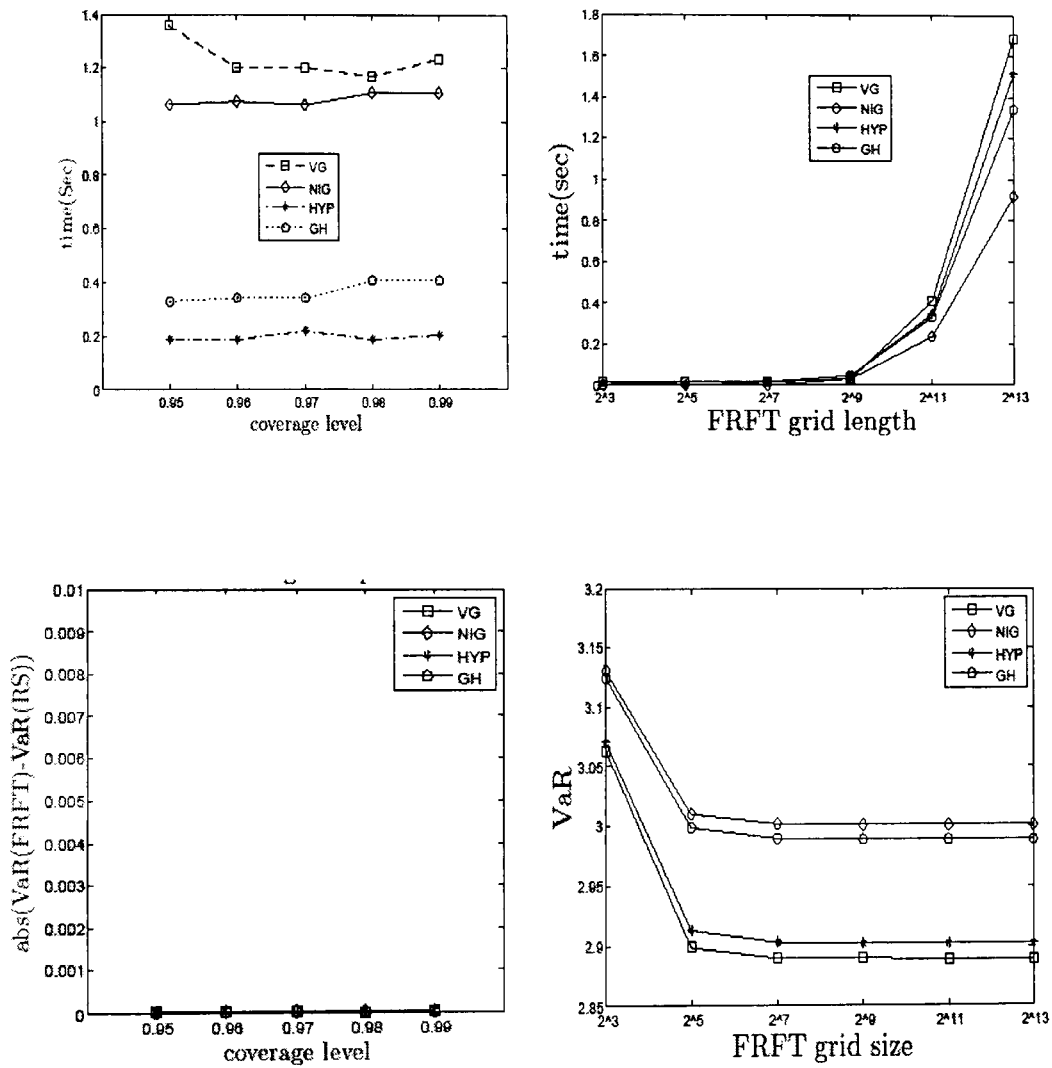 1.4
1.2
1
0.8
0.6
0.4
0.2
0
time(Sec)
VG
NIG
HYP
GH
0.95
0.96
0.97
0.98
0.99
coverage level
1.8
1.6
1.4
1.2
1
0.8
0.6
0.4
0.2
time(sec)
VG
NIG
HYP
GH
2^3
2^5
2^7
2^9
2^11
2^13
FRFT grid length
0.01
0.009
0.008
0.007
0.006
0.005
0.004
0.003
0.002
0.001
0
abs(VaR(FRFT)-VaR(RS))
VG
NIG
HYP
GH
0.95
0.96
0.97
0.98
0.99
coverage level
3.2
3.15
3.1
3.05
3
2.95
2.9
2.85
VaR
VG
NIG
HYP
GH
2^3
2^5
2^7
2^9
2^11
2^13
FRFT grid size